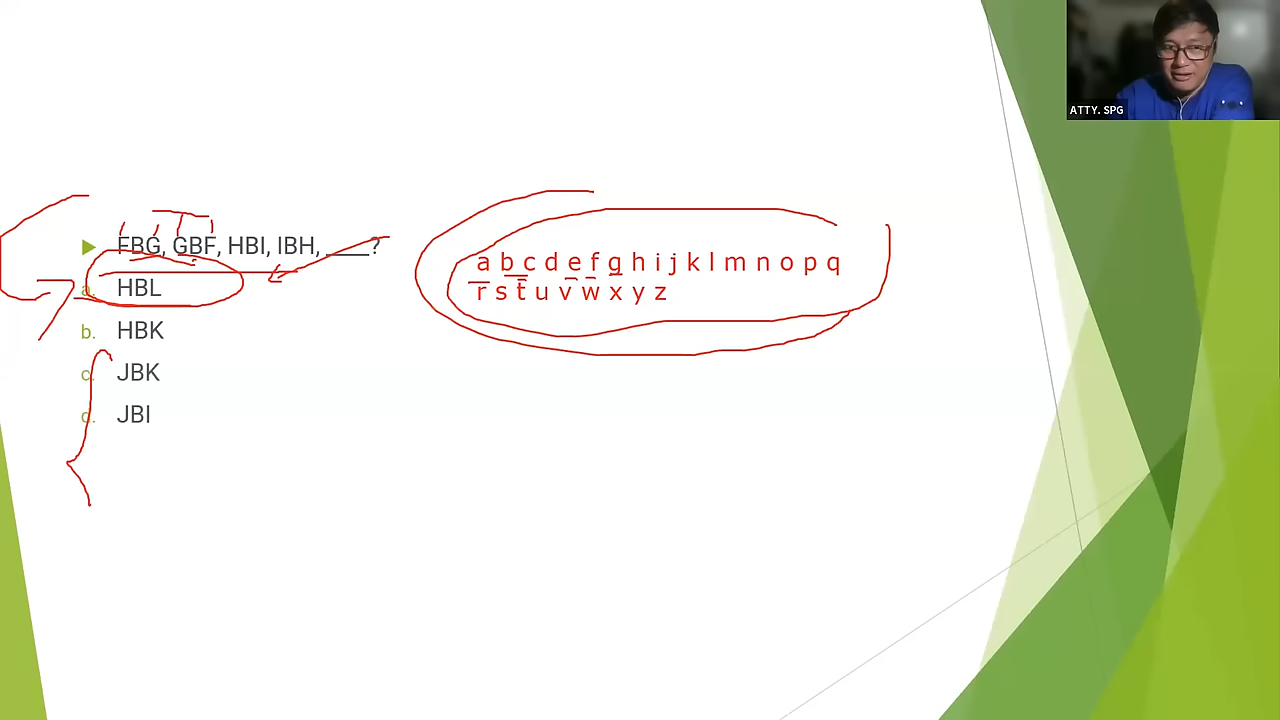 ATTY. SPG
FBG, GBF, HBI, IBH, ____?
a. HBL
b. HBK
c. JBK
d. JBI
a b c d e f g h i j k l m n o p q
r s t u v w x y z